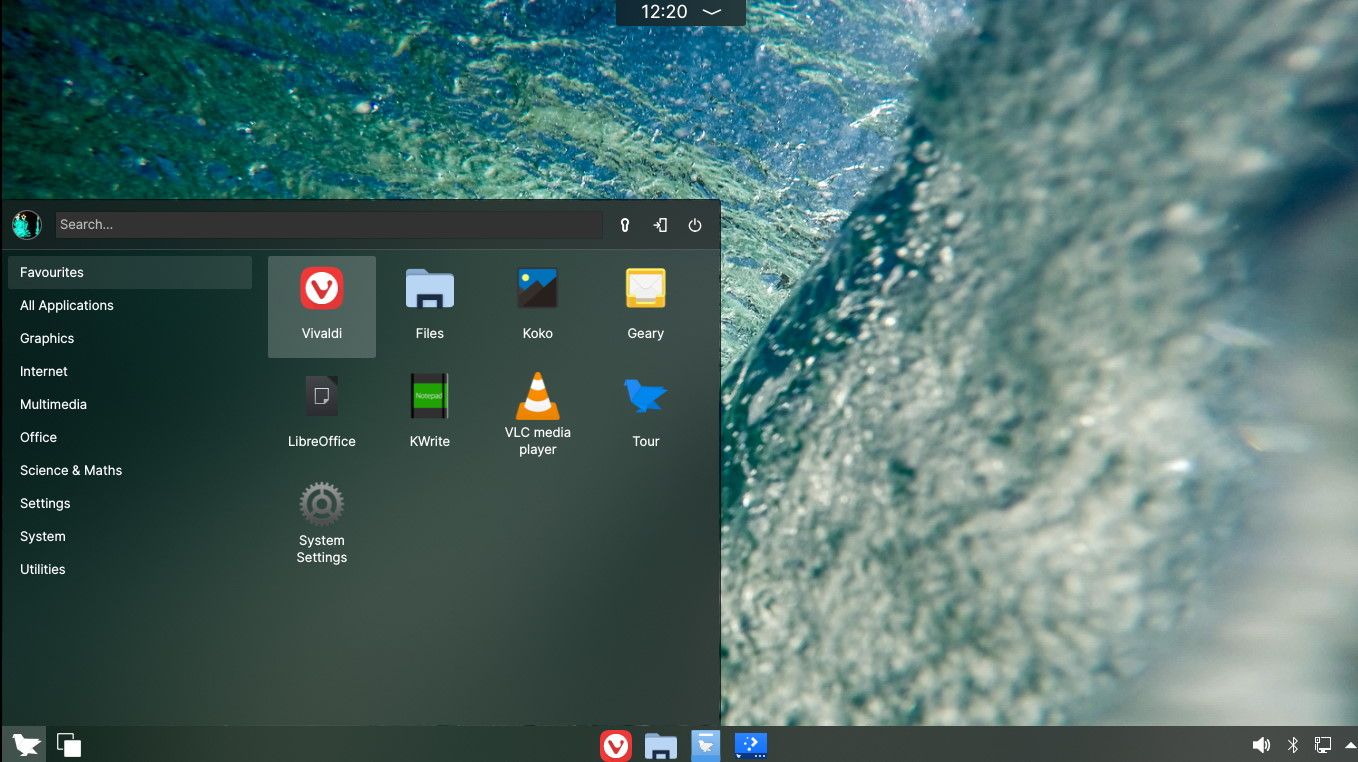 12:20
Search...
Favourites
All Applications
Graphics
Internet
Multimedia
Office
Science & Maths
Settings
System
Utilities
Vivaldi
Files
Koko
Geary
Notepad
LibreOffice
KWrite
VLC media
player
Tour
System
Settings